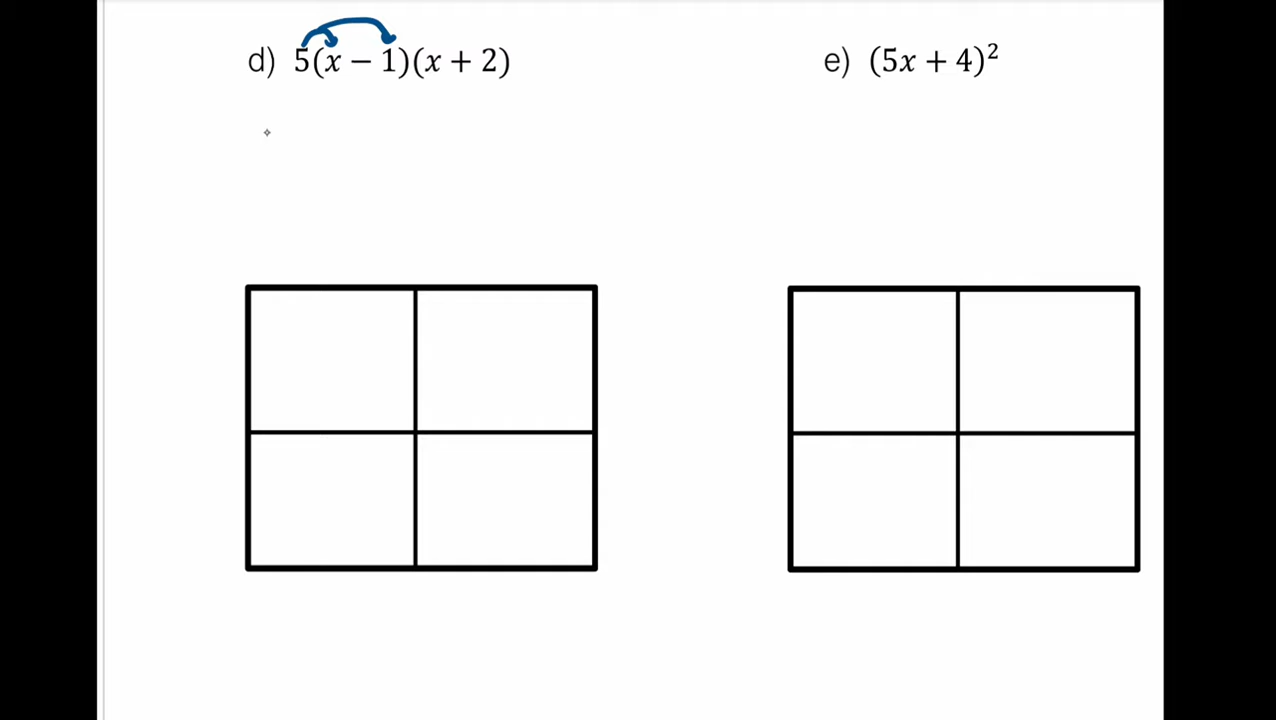 d) 5(x − 1)(x + 2)
e) (5x + 4)²